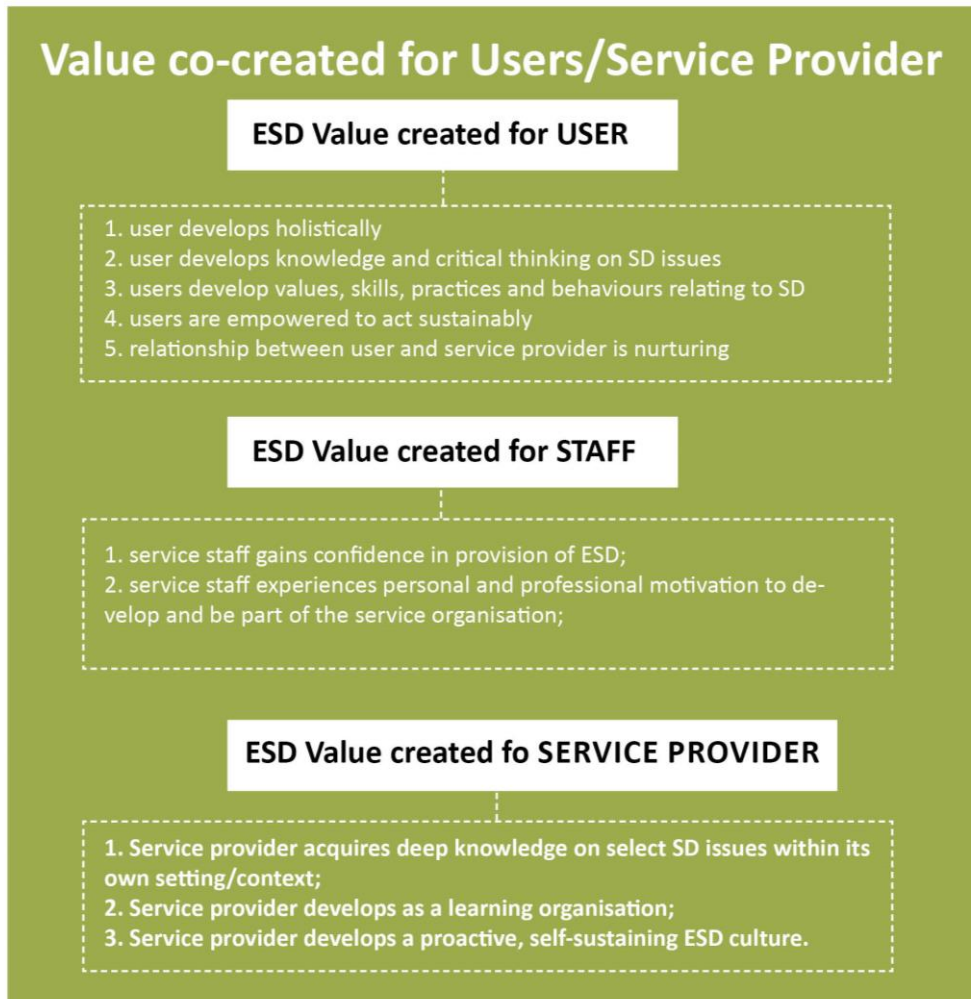 Value co-created for Users/Service Provider
ESD Value created for USER
1. user develops holistically
2. user develops knowledge and critical thinking on SD issues
3. users develop values, skills, practices and behaviours relating to SD
4. users are empowered to act sustainably
5. relationship between user and service provider is nurturing
ESD Value created for STAFF
1. service staff gains confidence in provision of ESD;
2. service staff experiences personal and professional motivation to de-
velop and be part of the service organisation;
ESD Value created fo SERVICE PROVIDER
1. Service provider acquires deep knowledge on select SD issues within its
own setting/context;
2. Service provider develops as a learning organisation;
3. Service provider develops a proactive, self-sustaining ESD culture.